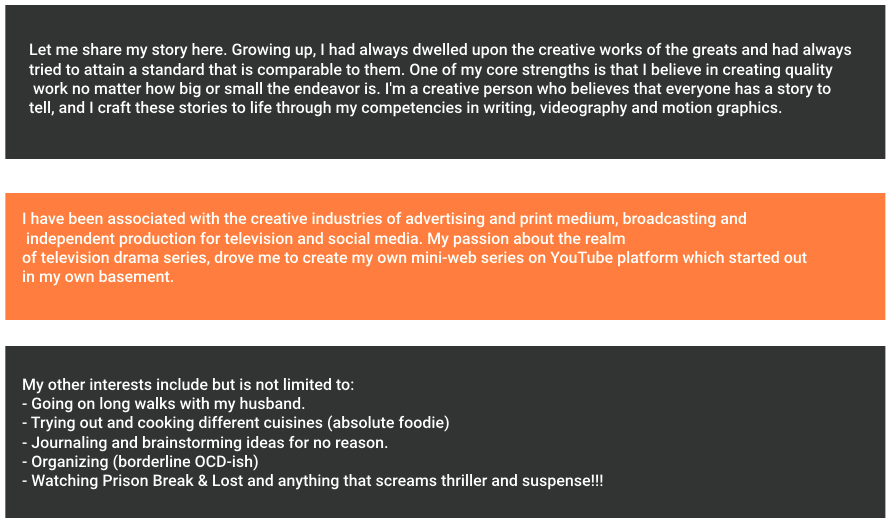 Let me share my story here. Growing up, I had always dwelled upon the creative works of the greats and had always
tried to attain a standard that is comparable to them. One of my core strengths is that I believe in creating quality
work no matter how big or small the endeavor is. I'm a creative person who believes that everyone has a story to
tell, and I craft these stories to life through my competencies in writing, videography and motion graphics.
I have been associated with the creative industries of advertising and print medium, broadcasting and
independent production for television and social media. My passion about the realm
of television drama series, drove me to create my own mini-web series on YouTube platform which started out
in my own basement.
My other interests include but is not limited to:
- Going on long walks with my husband.
- Trying out and cooking different cuisines (absolute foodie)
- Journaling and brainstorming ideas for no reason.
- Organizing (borderline OCD-ish)
- Watching Prison Break & Lost and anything that screams thriller and suspense!!!